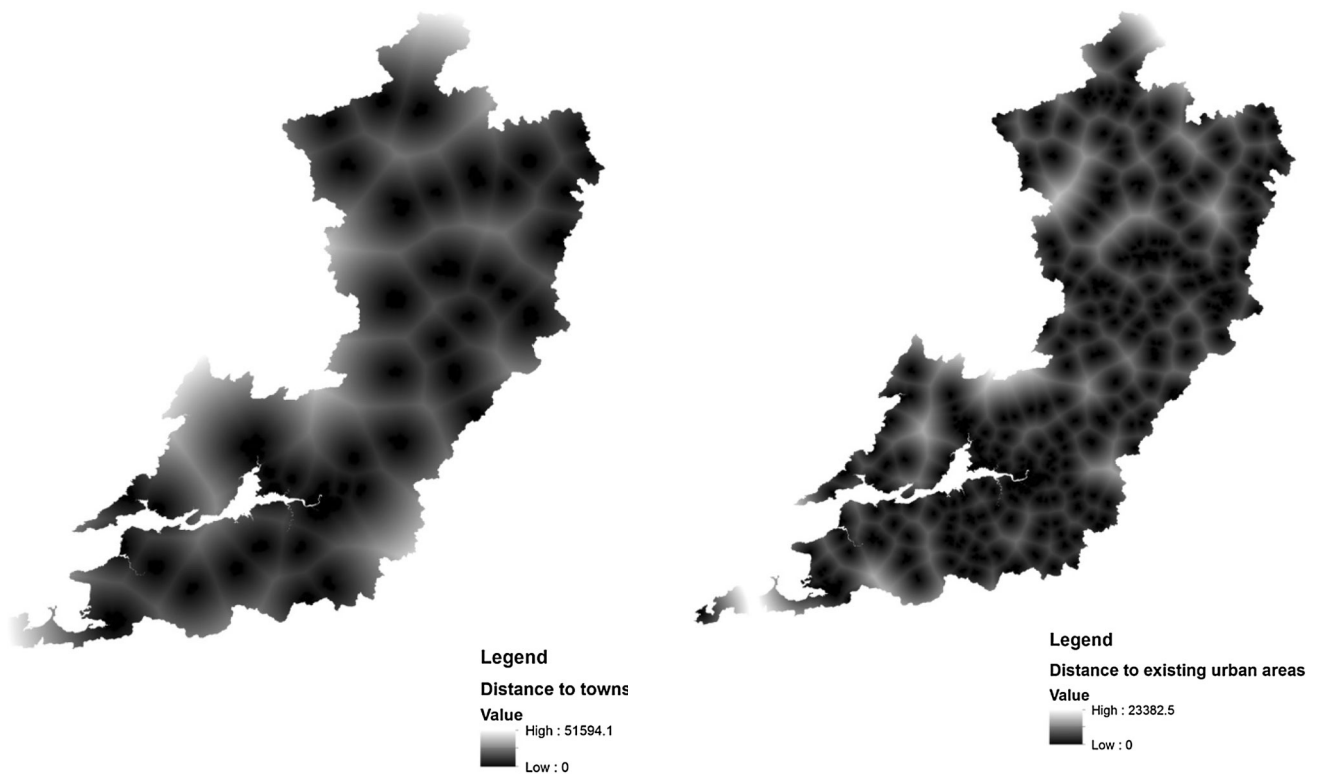 Legend
Distance to towns
Value
High : 51594.1
Low : 0
Legend
Distance to existing urban areas
Value
High : 23382.5
Low : 0